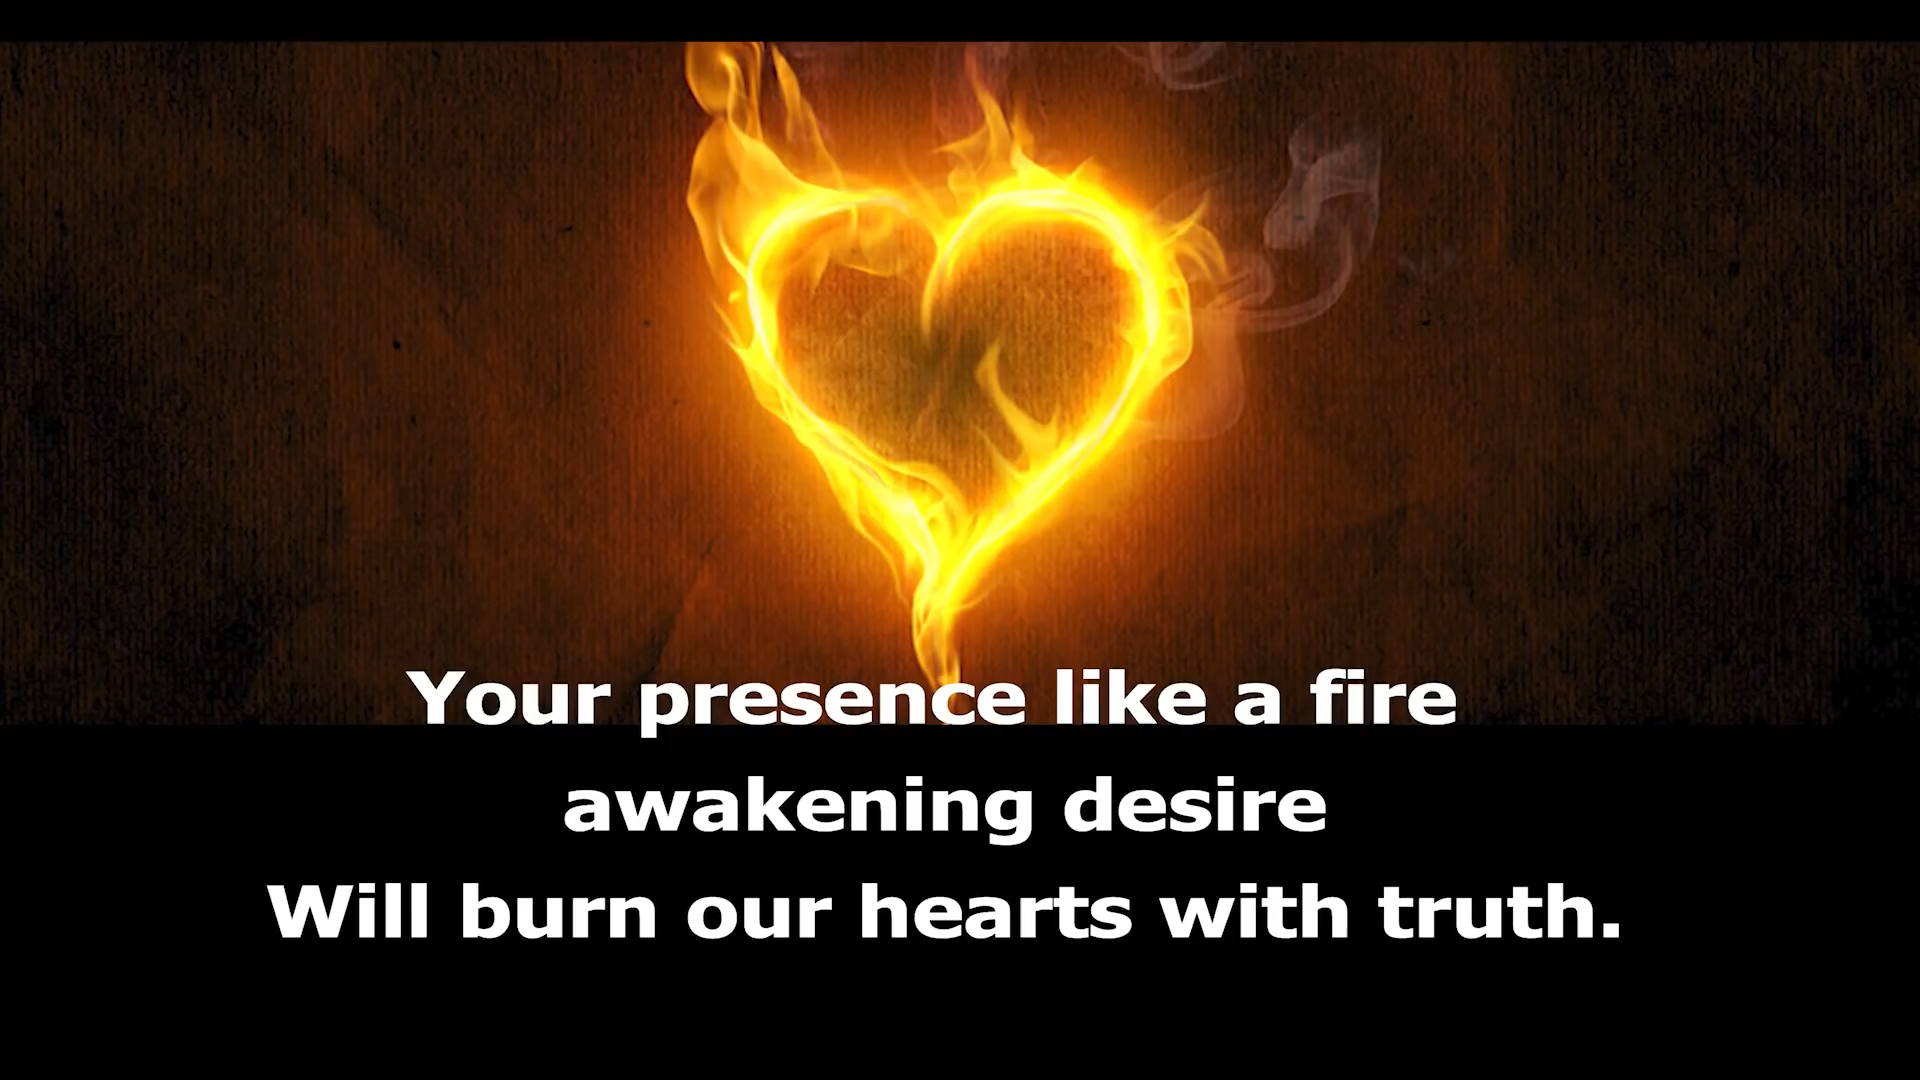 Your presence like a fire
awakening desire
Will burn our hearts with truth.